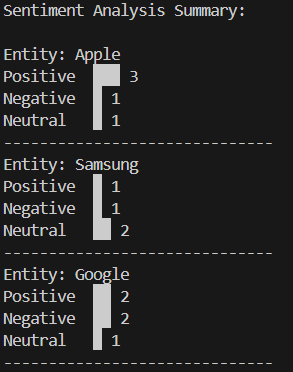 Sentiment Analysis Summary:
Entity: Apple
Positive 3
Negative 1
Neutral 1
------------------------------
Entity: Samsung
Positive 1
Negative 1
Neutral 2
------------------------------
Entity: Google
Positive 2
Negative 2
Neutral 1
------------------------------